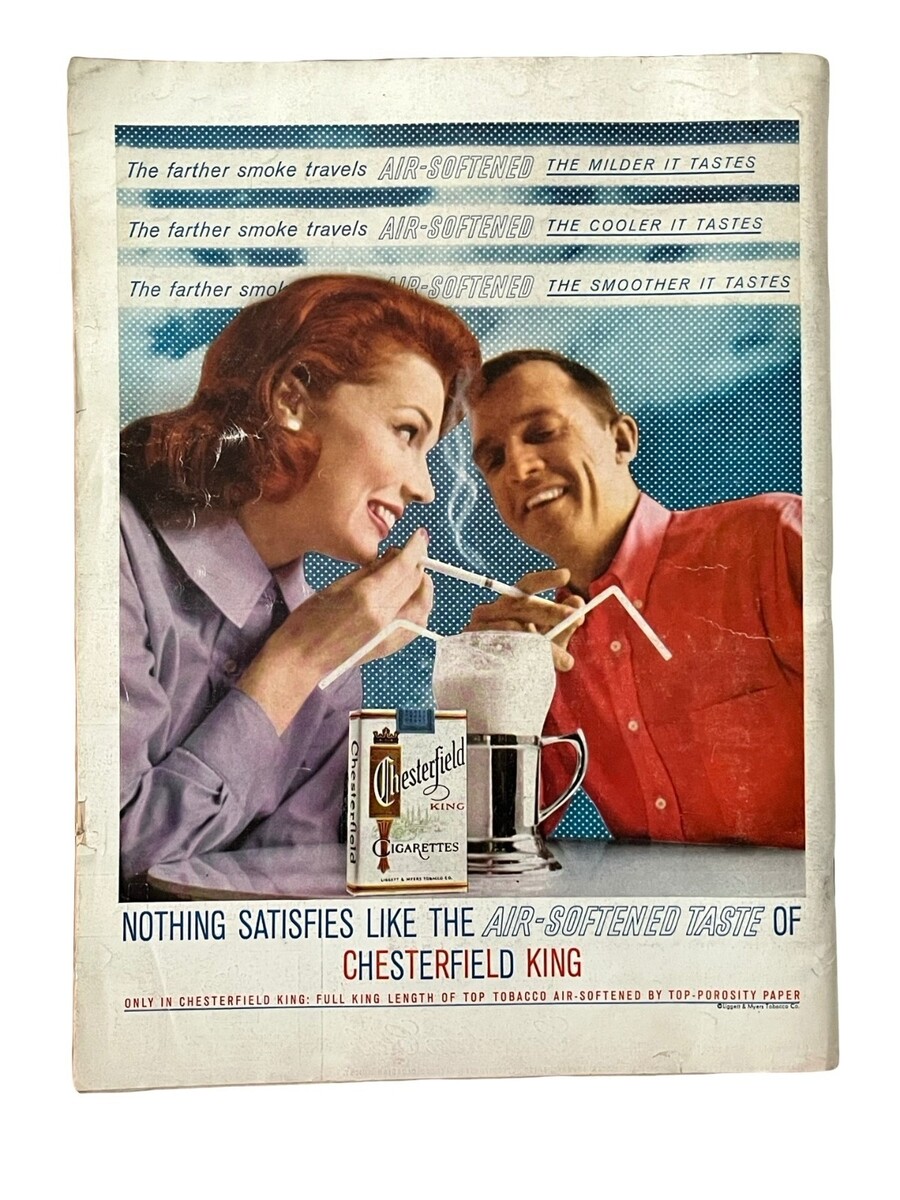 The farther smoke travels AIR-SOFTENED THE MILDER IT TASTES
The farther smoke travels AIR-SOFTENED THE COOLER IT TASTES
The farther smok AIR-SOFTENED THE SMOOTHER IT TASTES
Chesterfield
Chesterfield
KING
CIGARETTES
LIGGETT & MYERS TOBACCO CO.
NOTHING SATISFIES LIKE THE AIR-SOFTENED TASTE OF
CHESTERFIELD KING
ONLY IN CHESTERFIELD KING: FULL KING LENGTH OF TOP TOBACCO AIR-SOFTENED BY TOP-POROSITY PAPER
©Liggett & Myers Tobacco Co.